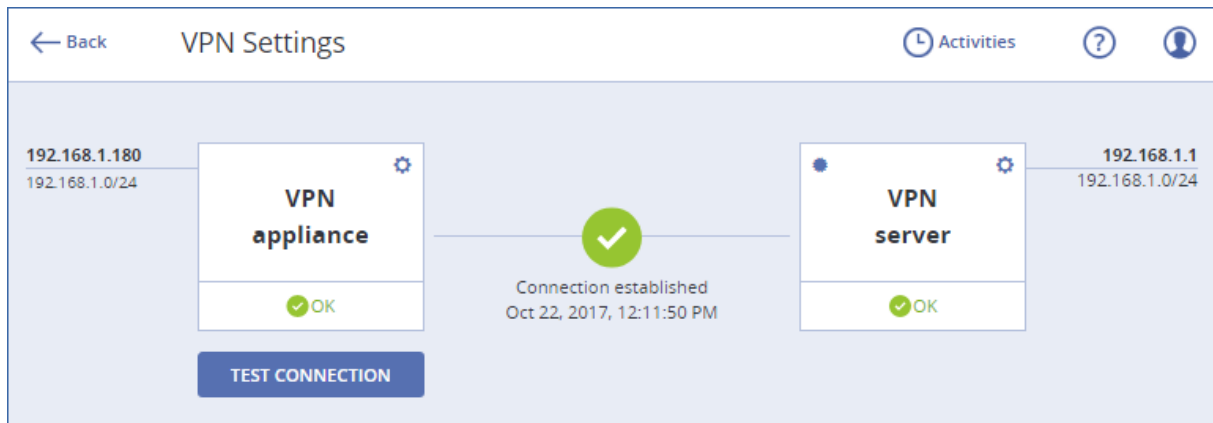 Back
VPN Settings
Activities
?
192.168.1.180
192.168.1.0/24
VPN
appliance
OK
Connection established
Oct 22, 2017, 12:11:50 PM
VPN
server
OK
192.168.1.1
192.168.1.0/24
TEST CONNECTION